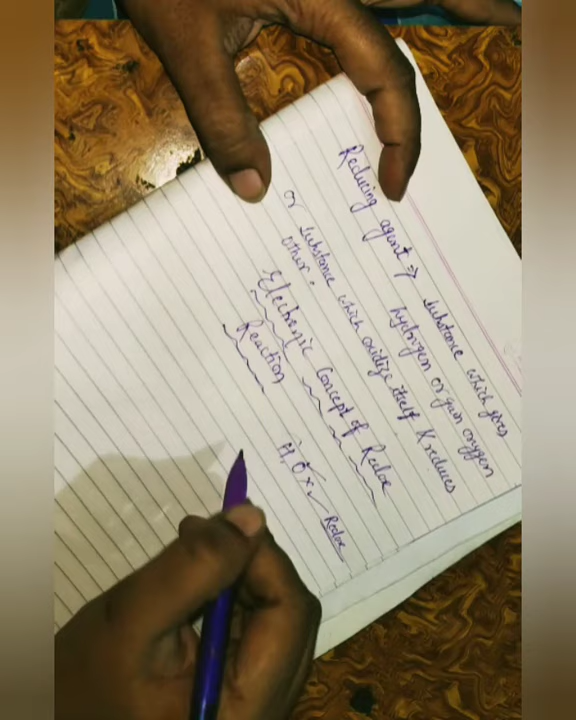 Reducing agent ⇒ substance which gives
hydrogen or gain oxygen
or substance which oxidize itself & reduces
other.
Electronic Concept of Redox
Reaction
Redox